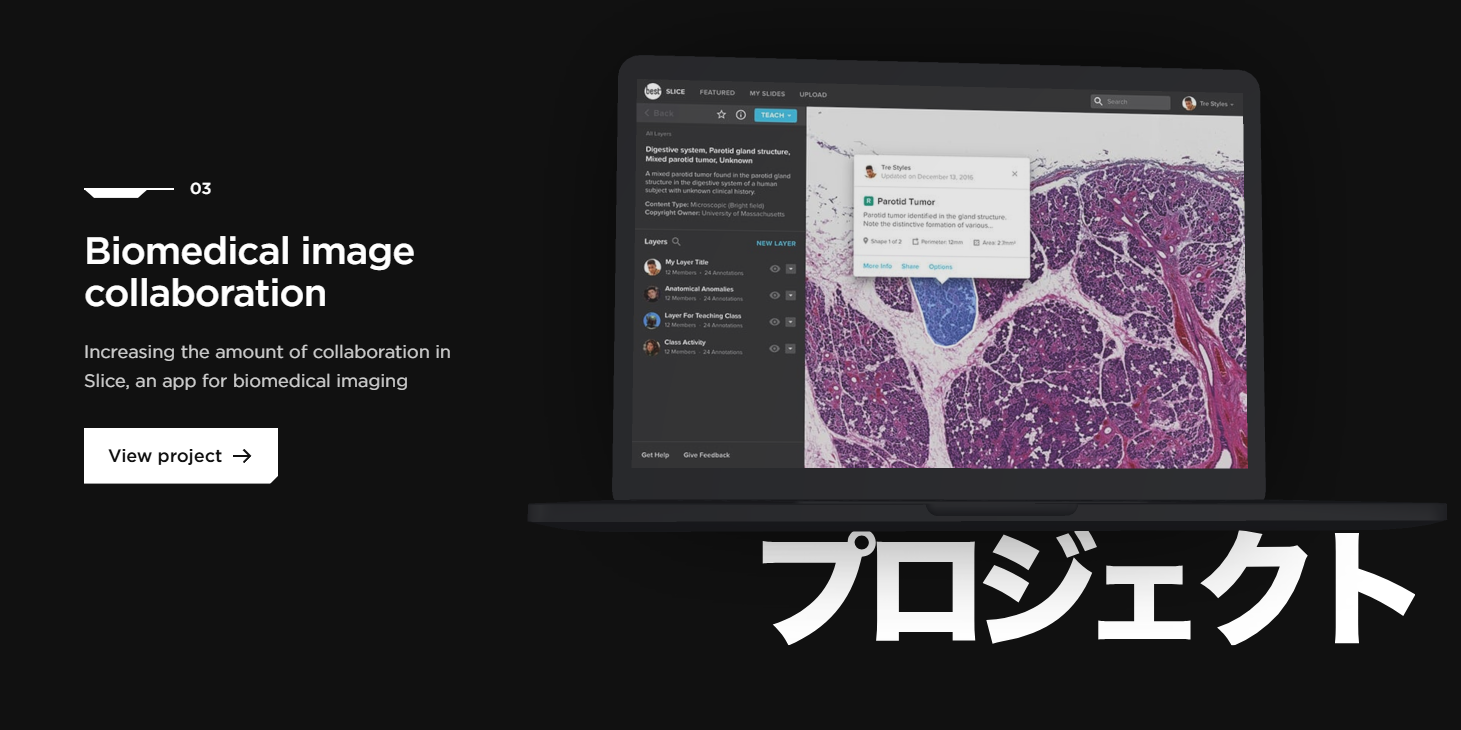 03
Biomedical image
collaboration
Increasing the amount of collaboration in
Slice, an app for biomedical imaging
View project
best SLICE FEATURED MY SLIDES UPLOAD Search Tre Styles
Back TEACH
All Layers
Digestive system, Parotid gland structure,
Mixed parotid tumor, Unknown
A mixed parotid tumor found in the parotid gland
structure in the digestive system of a human
subject with unknown clinical history.
Content Type: Microscopic (Bright field)
Copyright Owner: University of Massachusetts
Layers NEW LAYER
My Layer Title
12 Members · 24 Annotations
Anatomical Anomalies
12 Members · 24 Annotations
Layer For Teaching Class
12 Members · 24 Annotations
Class Activity
12 Members · 24 Annotations
Get Help Give Feedback
Tre Styles
Updated on December 13, 2016
R Parotid Tumor
Parotid tumor identified in the gland structure.
Note the distinctive formation of various...
Shape 1 of 2 Perimeter: 12mm Area: 2.7mm²
More Info Share Options
プロジェクト